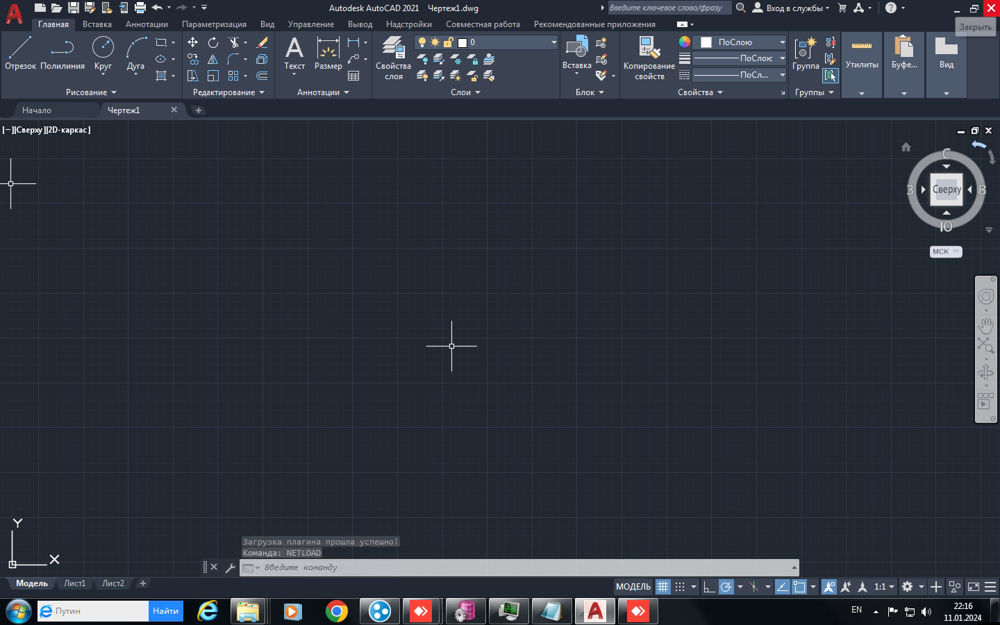 Autodesk AutoCAD 2021 Чертеж1.dwg
Введите ключевое слово/фразу
Вход в службы
Закрыть
Главная Вставка Аннотации Параметризация Вид Управление Вывод Надстройки Совместная работа Рекомендованные приложения
Отрезок Полилиния Круг Дуга
Рисование
Редактирование
Текст Размер
Аннотации
Свойства
слоя
0
Слои
Вставка
Блок
Копирование
свойств
ПоСлою
ПоСлою
ПоСл...
Свойства
Группа
Группы
Утилиты
Буфе...
Вид
Начало Чертеж1
[–][Сверху][2D-каркас]
С
З Сверху В
Ю
МСК
Y
X
Загрузка плагина прошла успешно!
Команда: NETLOAD
Введите команду
Модель Лист1 Лист2
МОДЕЛЬ 1:1
Путин Найти
EN
22:16
11.01.2024